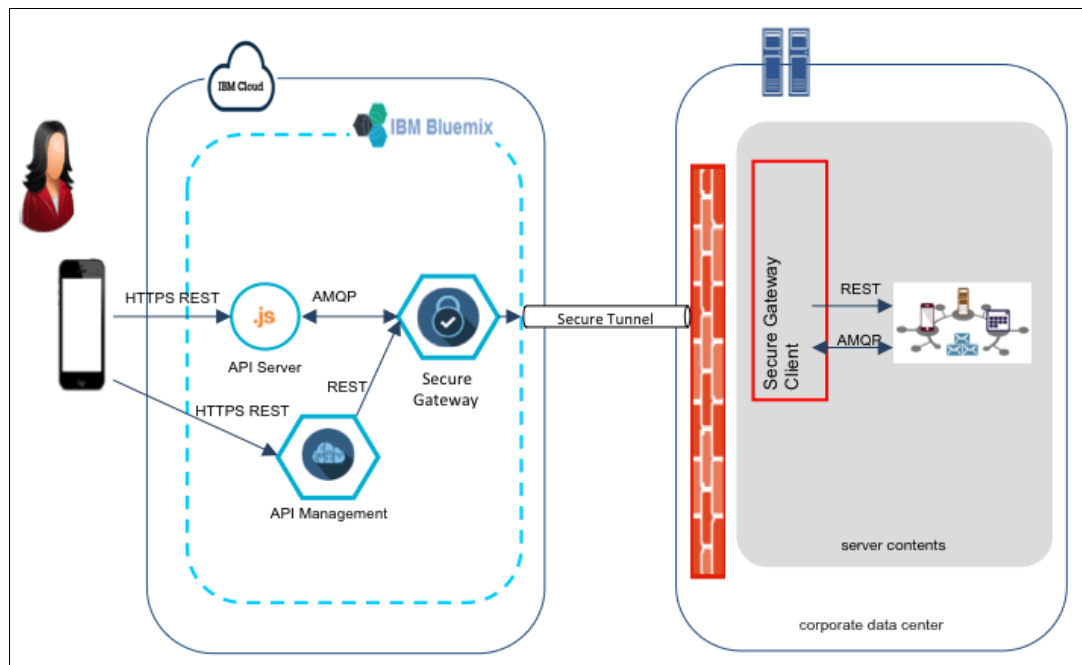 IBM Cloud
IBM Bluemix
HTTPS REST
AMQP
.js
API Server
REST
Secure
Gateway
HTTPS REST
API Management
Secure Tunnel
Secure Gateway
Client
REST
AMQP
server contents
corporate data center